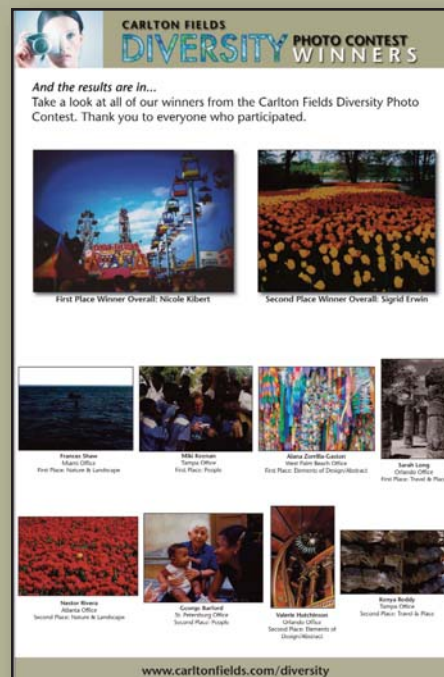 CARLTON FIELDS
DIVERSITY PHOTO CONTEST
WINNERS
And the results are in...
Take a look at all of our winners from the Carlton Fields Diversity Photo
Contest. Thank you to everyone who participated.
First Place Winner Overall: Nicole Kibert
Second Place Winner Overall: Sigrid Erwin
Frances Shaw
Miami Office
First Place: Nature & Landscape
Miki
Tampa Office
First Place: People
Alana Zorrilla-Gaston
West Palm Beach Office
First Place: Elements of Design/Abstract
Sarah Long
Orlando Office
First Place: Travel & Place
Nestor Rivera
Atlanta Office
Second Place: Nature & Landscape
George Barford
St. Petersburg Office
Second Place: People
Valerie Hutchinson
Orlando Office
Second Place: Elements of
Design/Abstract
Kenya Reddy
Tampa Office
Second Place: Travel & Place
www.carltonfields.com/diversity